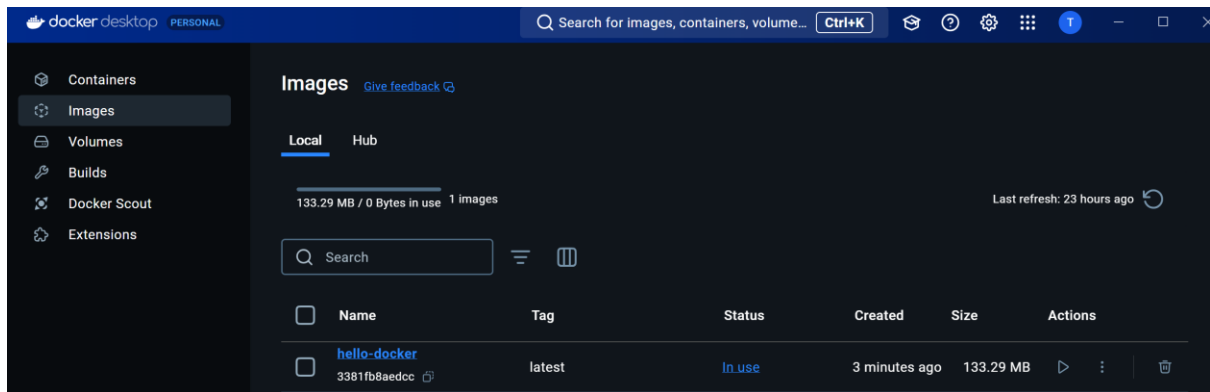 docker desktop PERSONAL
Search for images, containers, volume... Ctrl+K
T
Containers
Images
Volumes
Builds
Docker Scout
Extensions
Images Give feedback
Local Hub
133.29 MB / 0 Bytes in use 1 images
Last refresh: 23 hours ago
Search
Name Tag Status Created Size Actions
hello-docker latest In use 3 minutes ago 133.29 MB
3381fb8aedcc